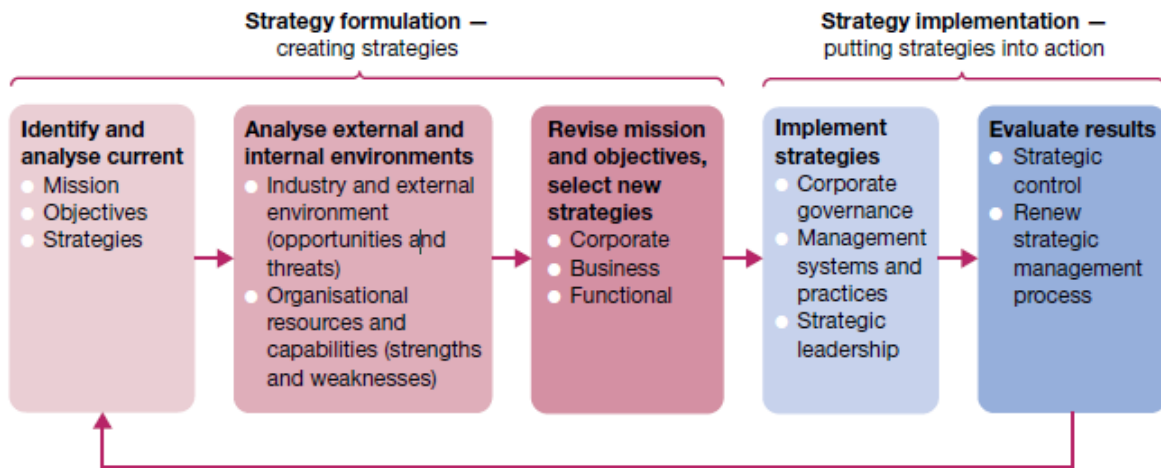 Strategy formulation —
creating strategies
Strategy implementation —
putting strategies into action
Identify and
analyse current
Mission
Objectives
Strategies
Analyse external and
internal environments
Industry and external
environment
(opportunities and
threats)
Organisational
resources and
capabilities (strengths
and weaknesses)
Revise mission
and objectives,
select new
strategies
Corporate
Business
Functional
Implement
strategies
Corporate
governance
Management
systems and
practices
Strategic
leadership
Evaluate results
Strategic
control
Renew
strategic
management
process